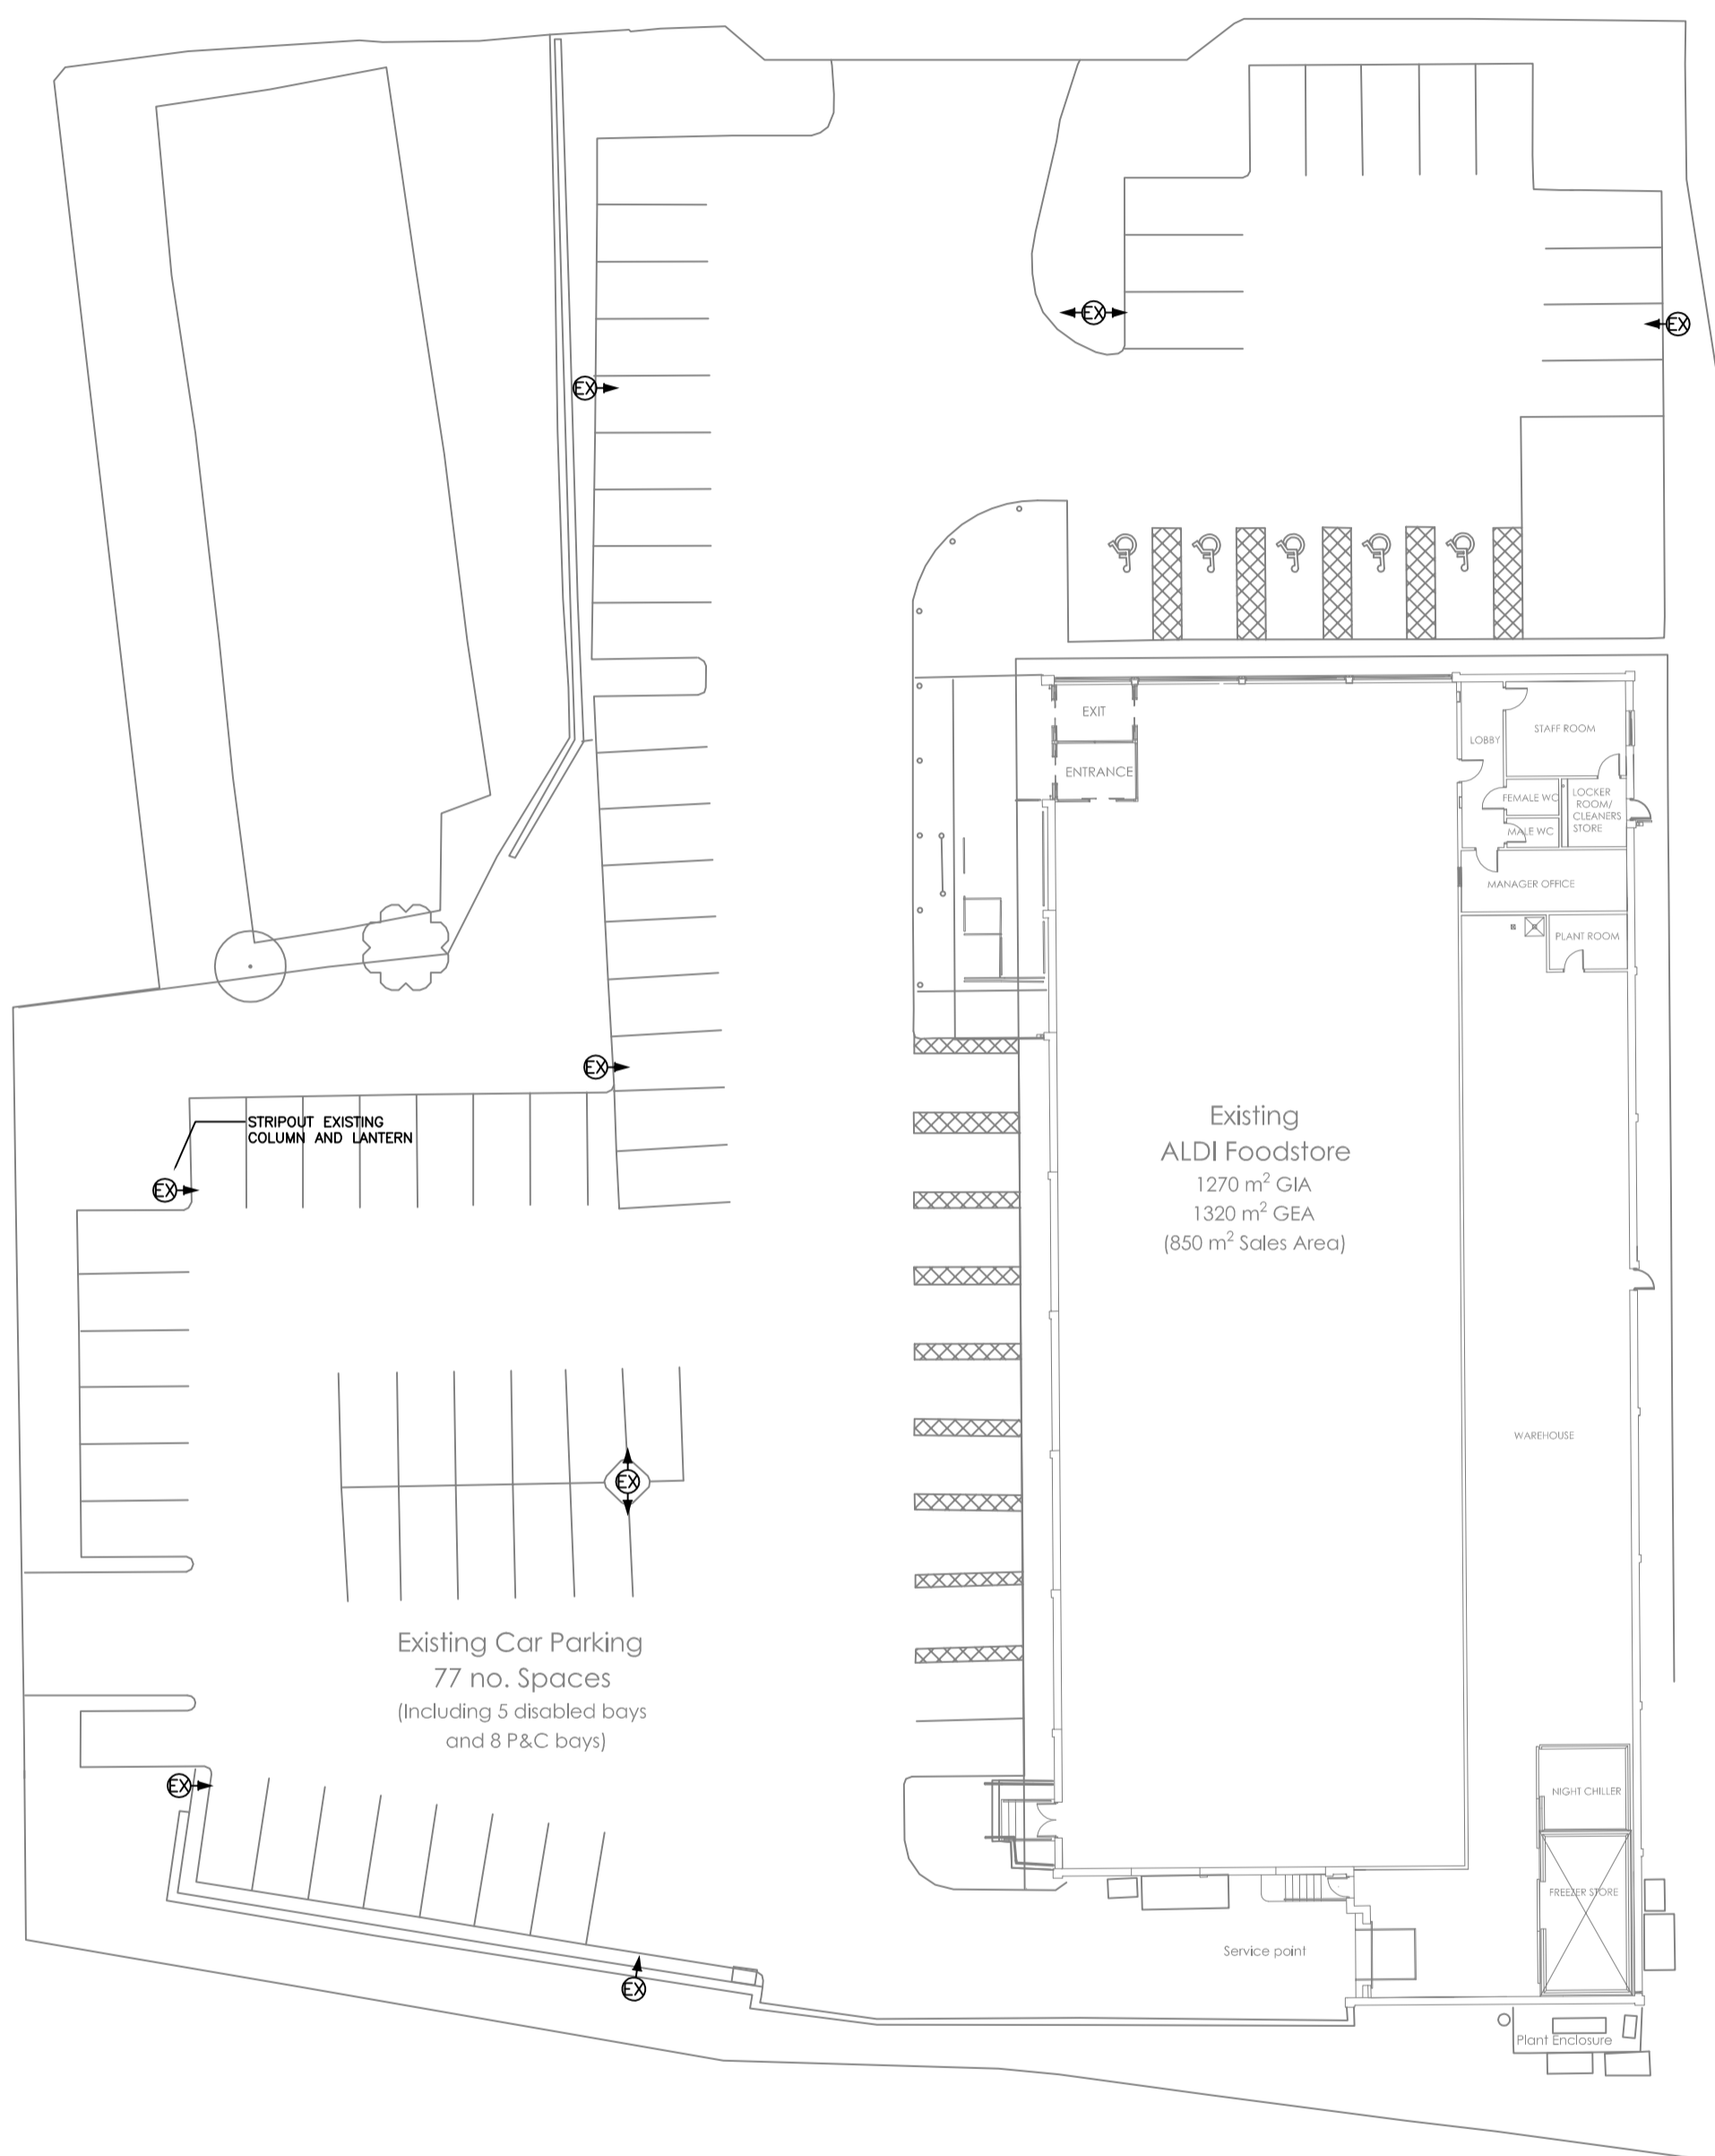 EX
EX
EX
EXIT
STAFF ROOM
LOBBY
ENTRANCE
FEMALE WC
LOCKER
ROOM/
CLEANERS
STORE
MALE WC
MANAGER OFFICE
PLANT ROOM
EX
STRIPOUT EXISTING
COLUMN AND LANTERN
EX
Existing
ALDI Foodstore
1270 m² GIA
1320 m² GEA
(850 m² Sales Area)
WAREHOUSE
EX
Existing Car Parking
77 no. Spaces
(Including 5 disabled bays
and 8 P&C bays)
EX
NIGHT CHILLER
FREEZER STORE
Service point
EX
Plant Enclosure